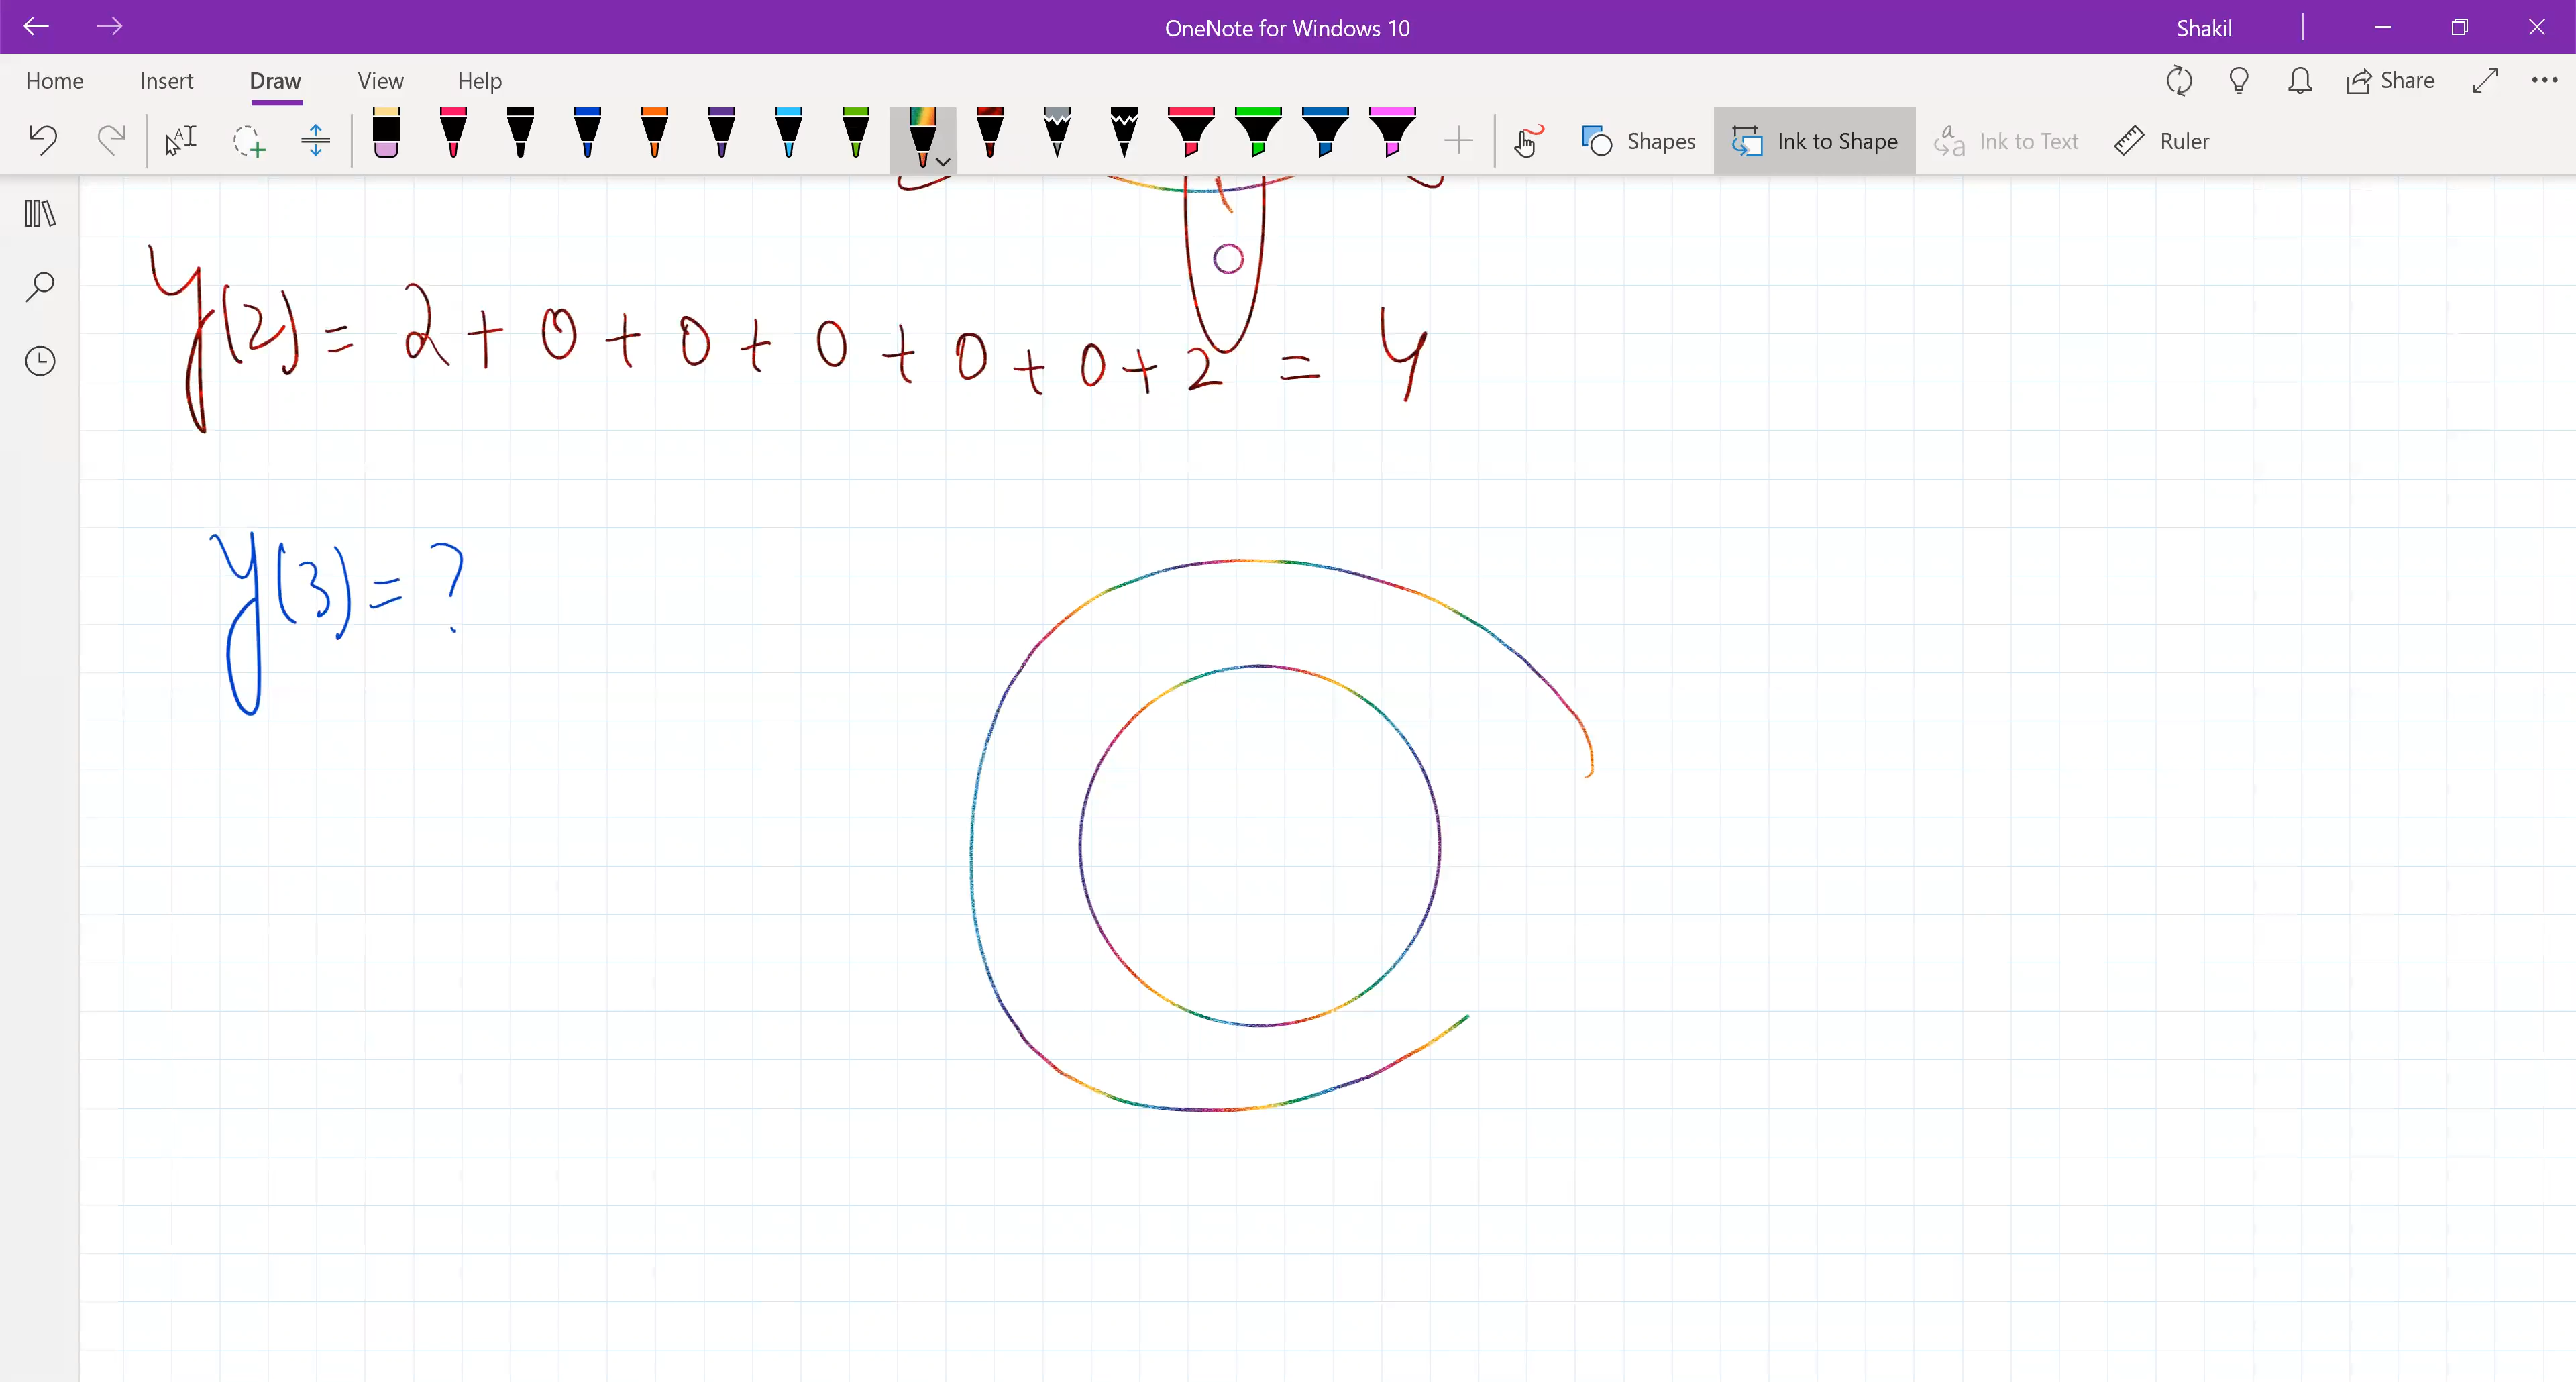 OneNote for Windows 10
Shakil
Home Insert Draw View Help
Share
Shapes Ink to Shape Ink to Text Ruler
y(2) = 2 + 0 + 0 + 0 + 0 + 0 + 2 = 4
y(3) = ?